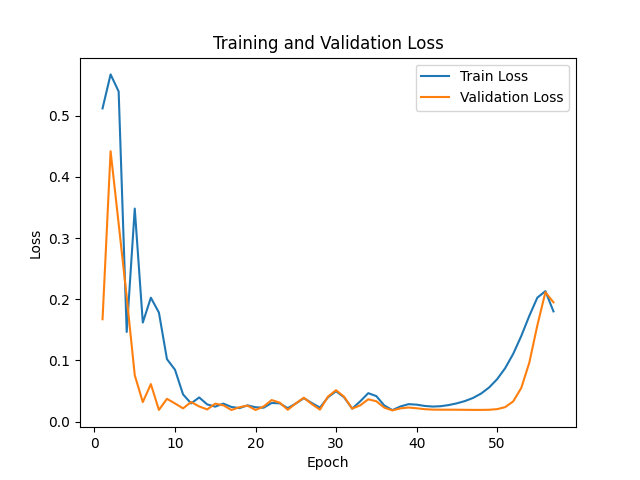 Training and Validation Loss
Train Loss
Validation Loss
Loss
0.5
0.4
0.3
0.2
0.1
0.0
0 10 20 30 40 50
Epoch